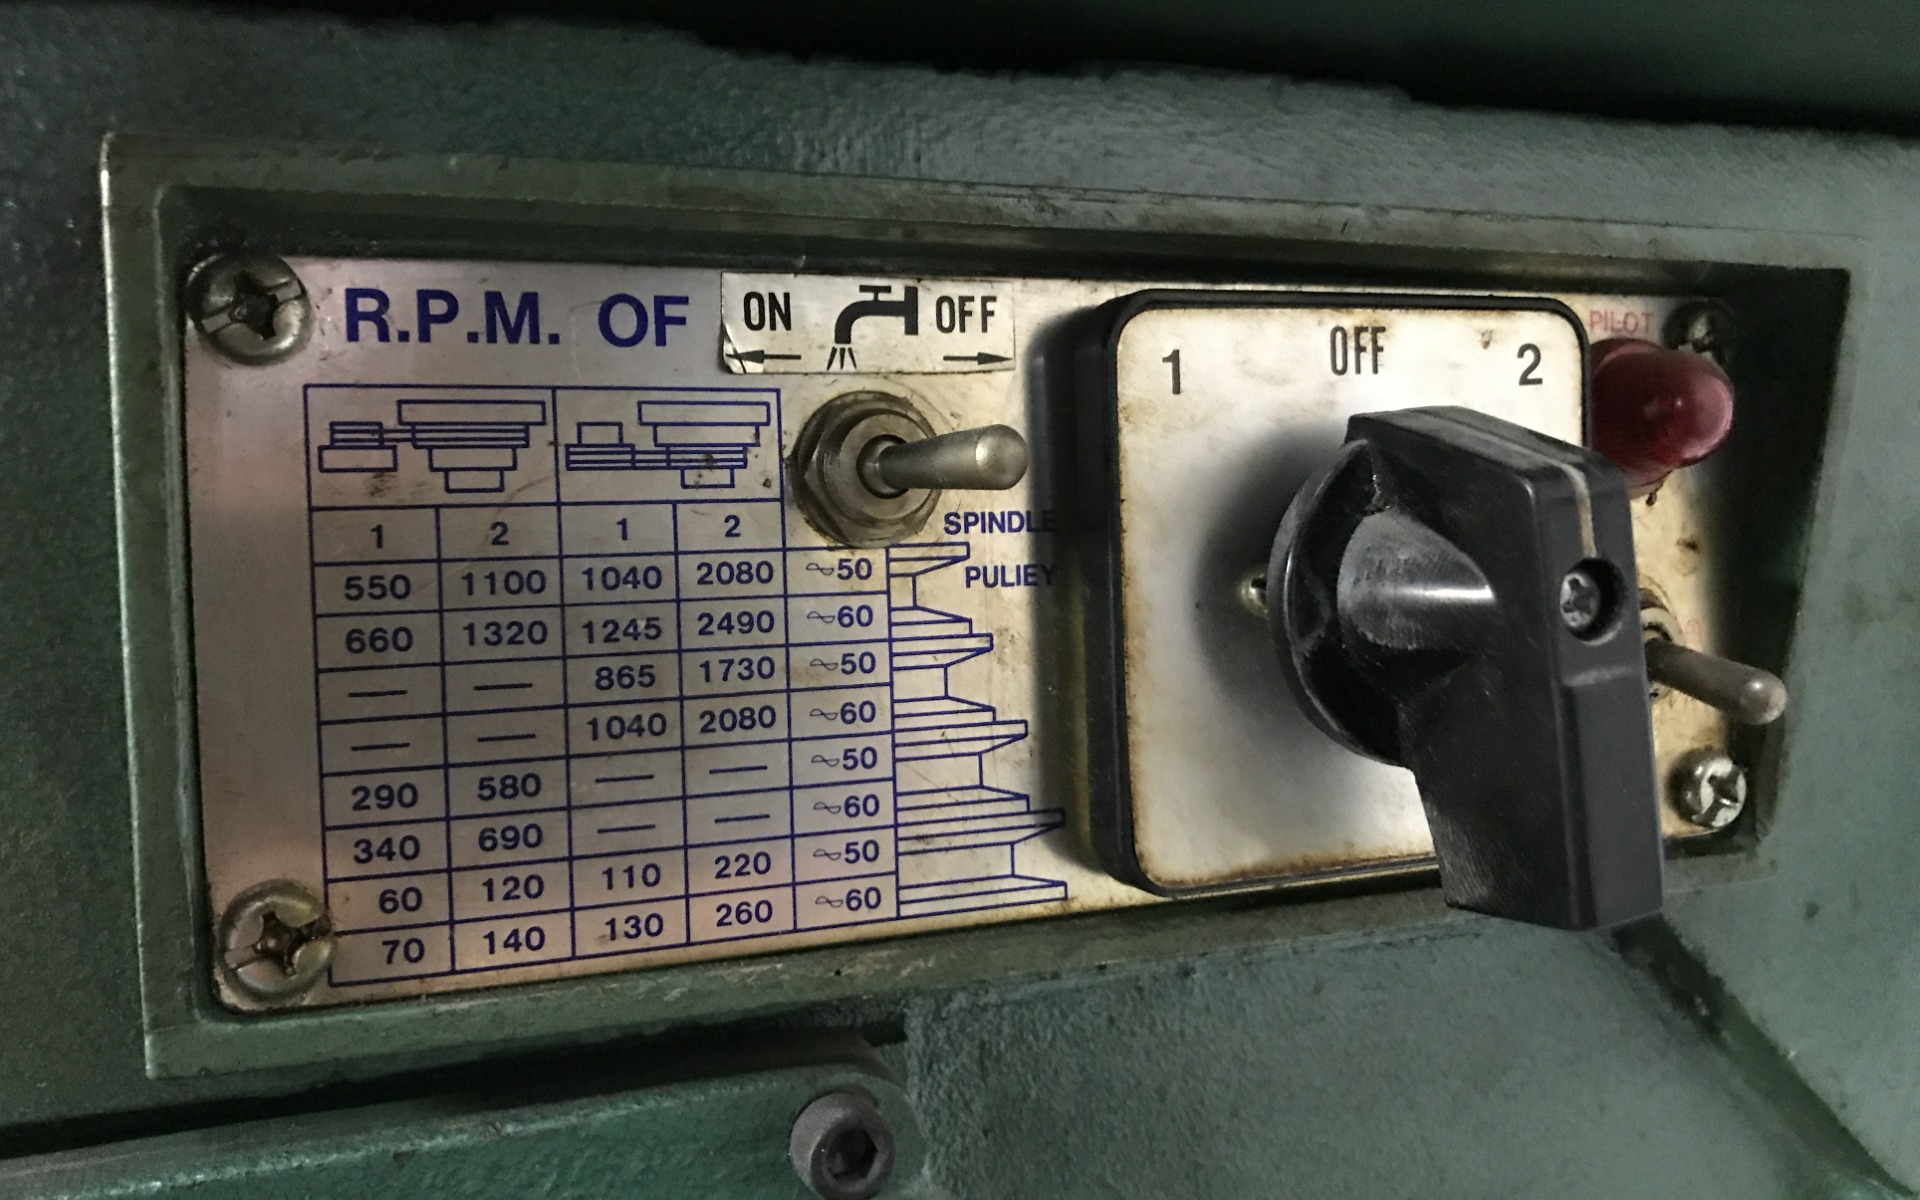 R.P.M. OF
ON OFF
1 OFF 2
PILOT
1 2 1 2
SPINDLE
PULIEY
550 1100 1040 2080 ~50
660 1320 1245 2490 ~60
— — 865 1730 ~50
— — 1040 2080 ~60
290 580 — — ~50
340 690 — — ~60
60 120 110 220 ~50
70 140 130 260 ~60